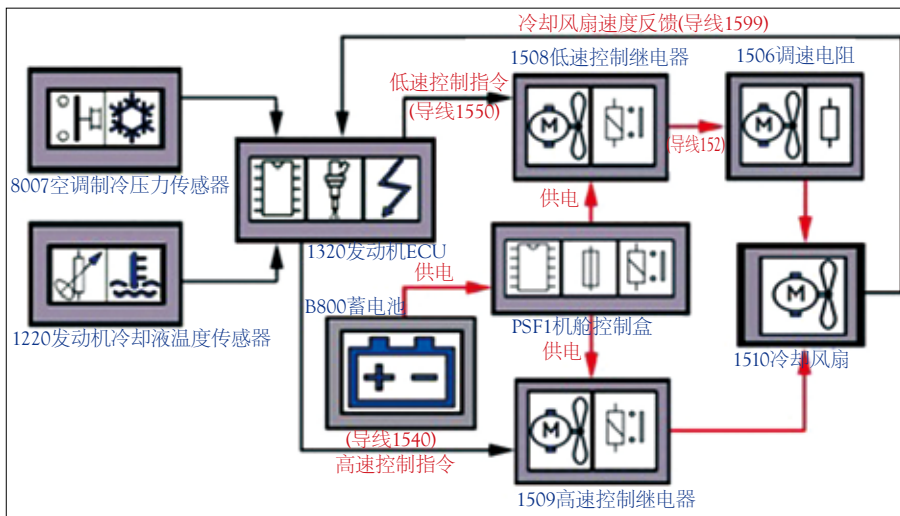 冷却风扇速度反馈(导线1599)
1508低速控制继电器
1506调速电阻
低速控制指令
(导线1550)
(导线152)
8007空调制冷压力传感器
供电
1320发动机ECU
供电
B800蓄电池
PSF1机舱控制盒
1220发动机冷却液温度传感器
供电
1510冷却风扇
(导线1540)
高速控制指令
1509高速控制继电器
M
M
M
M